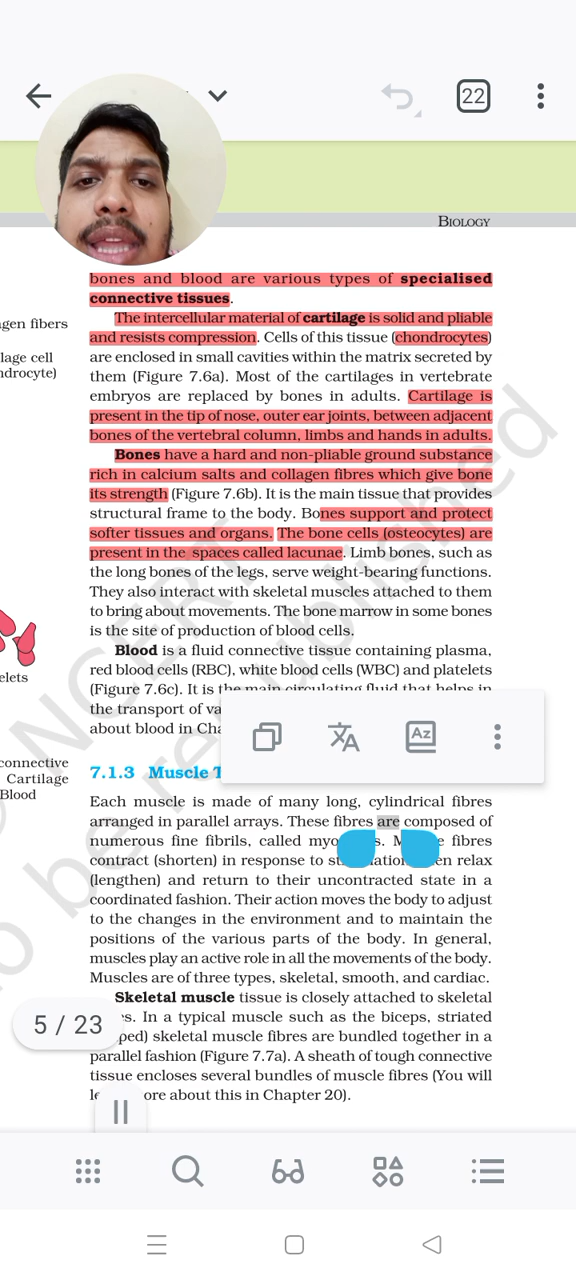 22
BIOLOGY
bones and blood are various types of specialised
connective tissues.
The intercellular material of cartilage is solid and pliable
and resists compression. Cells of this tissue (chondrocytes)
are enclosed in small cavities within the matrix secreted by
them (Figure 7.6a). Most of the cartilages in vertebrate
embryos are replaced by bones in adults. Cartilage is
present in the tip of nose, outer ear joints, between adjacent
bones of the vertebral column, limbs and hands in adults.
Bones have a hard and non-pliable ground substance
rich in calcium salts and collagen fibres which give bone
its strength (Figure 7.6b). It is the main tissue that provides
structural frame to the body. Bones support and protect
softer tissues and organs. The bone cells (osteocytes) are
present in the spaces called lacunae. Limb bones, such as
the long bones of the legs, serve weight-bearing functions.
They also interact with skeletal muscles attached to them
to bring about movements. The bone marrow in some bones
is the site of production of blood cells.
Blood is a fluid connective tissue containing plasma,
red blood cells (RBC), white blood cells (WBC) and platelets
(Figure 7.6c). It is the main circulating fluid that helps in
the transport of va
about blood in Cha
7.1.3 Muscle T
Each muscle is made of many long, cylindrical fibres
arranged in parallel arrays. These fibres are composed of
numerous fine fibrils, called myo s. M fibres
contract (shorten) in response to st lation en relax
(lengthen) and return to their uncontracted state in a
coordinated fashion. Their action moves the body to adjust
to the changes in the environment and to maintain the
positions of the various parts of the body. In general,
muscles play an active role in all the movements of the body.
Muscles are of three types, skeletal, smooth, and cardiac.
Skeletal muscle tissue is closely attached to skeletal
s. In a typical muscle such as the biceps, striated
ped) skeletal muscle fibres are bundled together in a
parallel fashion (Figure 7.7a). A sheath of tough connective
tissue encloses several bundles of muscle fibres (You will
le ore about this in Chapter 20).
gen fibers
lage cell
ndrocyte)
elets
connective
Cartilage
Blood
Az
5 / 23